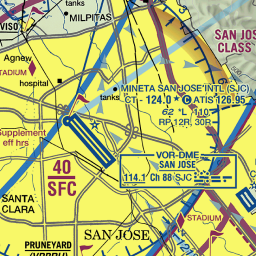 VISO
tanks
MILPITAS
Agnew
STADIUM
hospital
SAN JOS
CLASS
tanks
MINETA SAN JOSE INTL (SJC)
CT - 124.0 * C ATIS 126.95
62 *L 110
RP 12R, 30R
Supplement
eff hrs
40
SFC
VOR-DME
SAN JOSE
114.1 Ch 88 SJC
SANTA
CLARA
STADIUM
SAN JOSE
PRUNEYARD